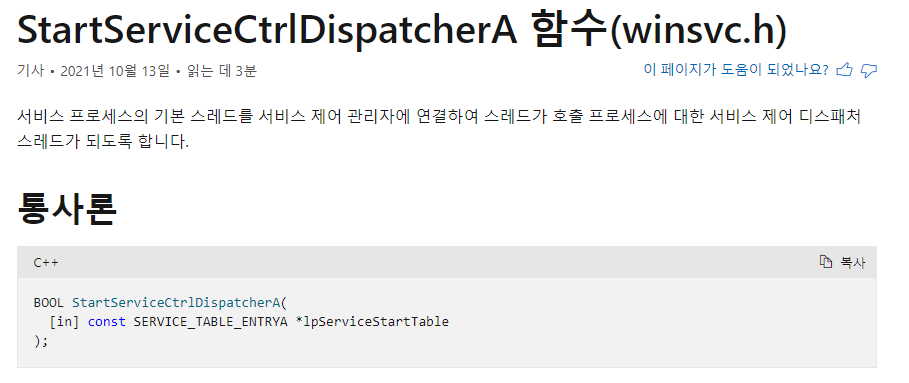 StartServiceCtrlDispatcherA 함수(winsvc.h)
기사 • 2021년 10월 13일 • 읽는 데 3분
이 페이지가 도움이 되었나요?
서비스 프로세스의 기본 스레드를 서비스 제어 관리자에 연결하여 스레드가 호출 프로세스에 대한 서비스 제어 디스패처
스레드가 되도록 합니다.
통사론
C++
복사
BOOL StartServiceCtrlDispatcherA(
  [in] const SERVICE_TABLE_ENTRYA *lpServiceStartTable
);